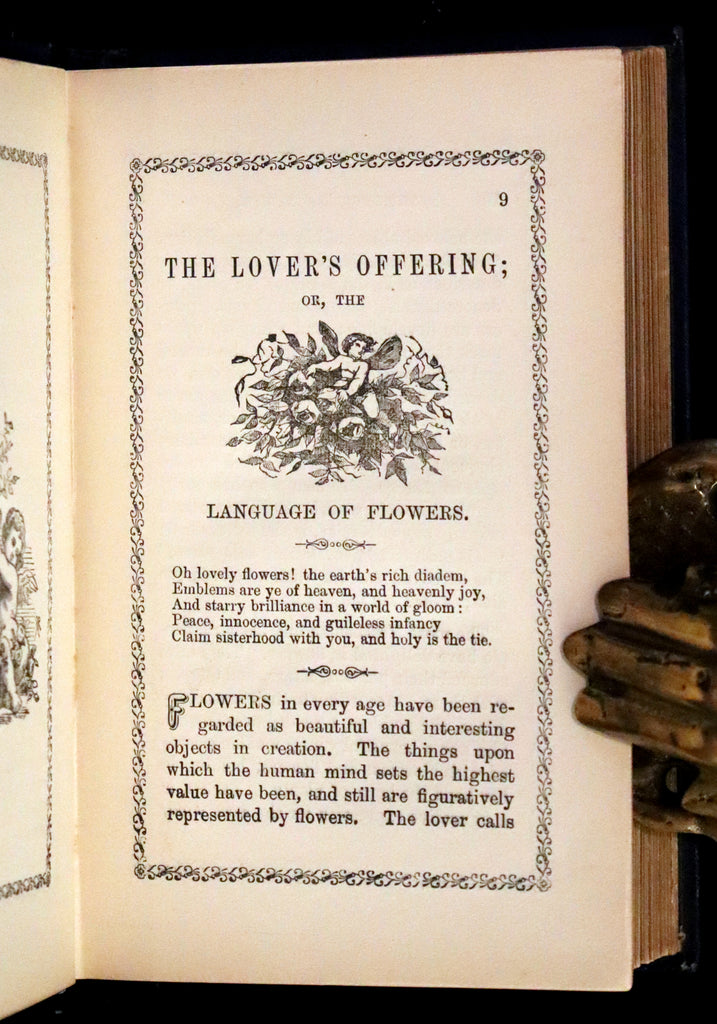 9
THE LOVER'S OFFERING;
OR, THE
LANGUAGE OF FLOWERS.
Oh lovely flowers! the earth's rich diadem,
Emblems are ye of heaven, and heavenly joy,
And starry brilliance in a world of gloom:
Peace, innocence, and guileless infancy
Claim sisterhood with you, and holy is the tie.
FLOWERS in every age have been re-
garded as beautiful and interesting
objects in creation. The things upon
which the human mind sets the highest
value have been, and still are figuratively
represented by flowers. The lover calls